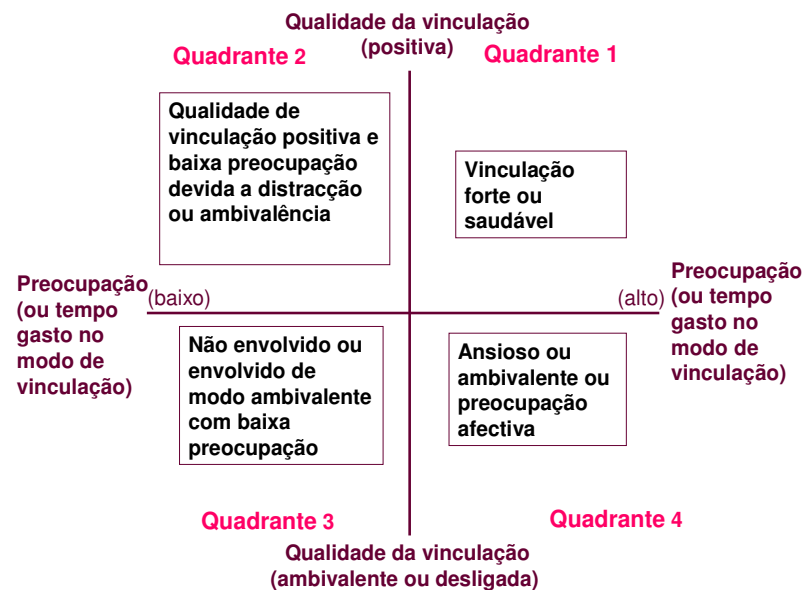 Qualidade da vinculação
(positiva)
Quadrante 2
Quadrante 1
Qualidade de
vinculação positiva e
baixa preocupação
devida a distracção
ou ambivalência
Vinculação
forte ou
saudável
Preocupação
(ou tempo
gasto no
modo de
vinculação)
(baixo)
(alto)
Preocupação
(ou tempo
gasto no
modo de
vinculação)
Não envolvido ou
envolvido de
modo ambivalente
com baixa
preocupação
Ansioso ou
ambivalente ou
preocupação
afectiva
Quadrante 3
Quadrante 4
Qualidade da vinculação
(ambivalente ou desligada)